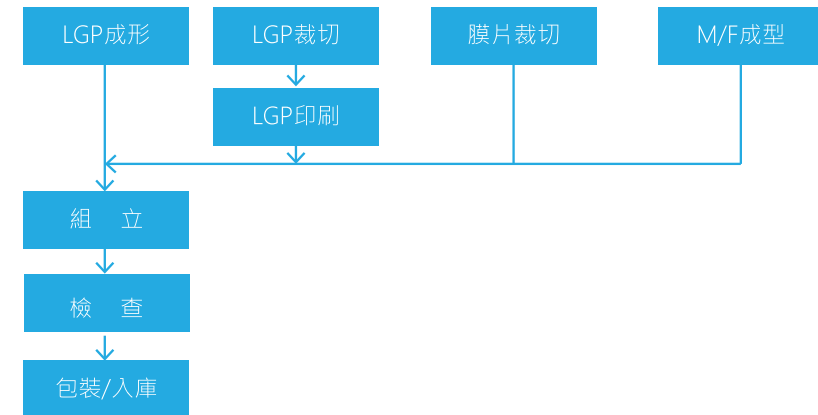 LGP成形
LGP裁切
膜片裁切
M/F成型
LGP印刷
組 立
檢 查
包裝/入庫